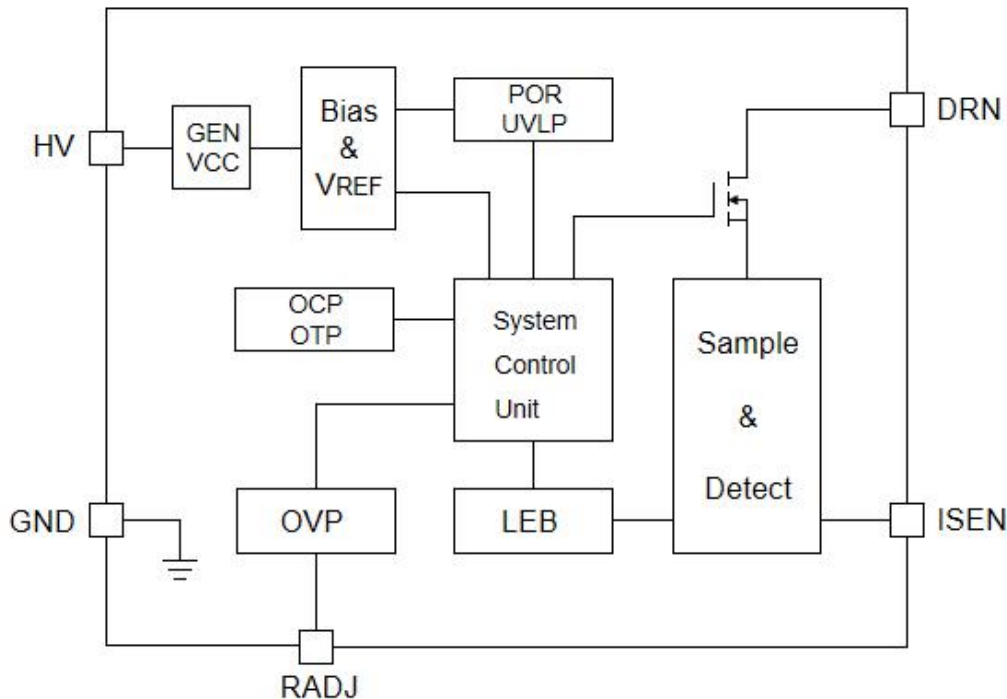 HV
GEN
VCC
Bias
&
VREF
POR
UVLP
DRN
OCP
OTP
System
Control
Unit
Sample
&
Detect
GND
OVP
LEB
ISEN
RADJ